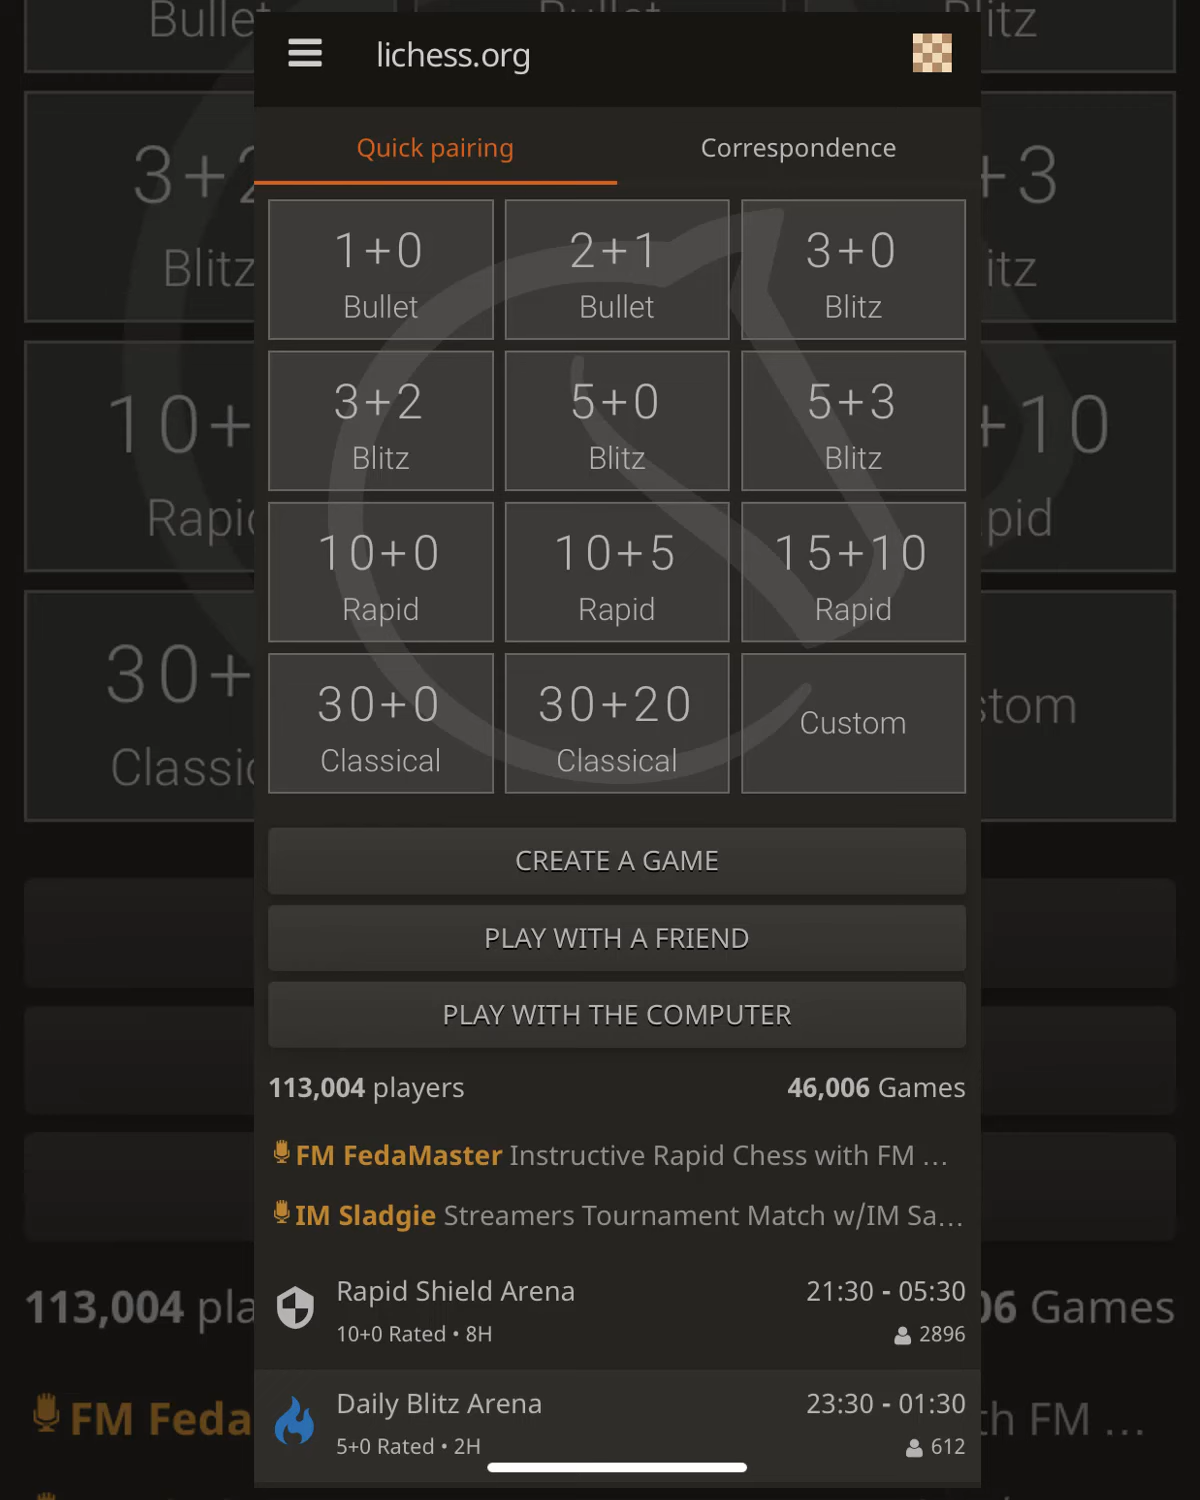 lichess.org
Quick pairing
Correspondence
1+0
Bullet
2+1
Bullet
3+0
Blitz
3+2
Blitz
5+0
Blitz
5+3
Blitz
10+0
Rapid
10+5
Rapid
15+10
Rapid
30+0
Classical
30+20
Classical
Custom
CREATE A GAME
PLAY WITH A FRIEND
PLAY WITH THE COMPUTER
113,004 players
46,006 Games
FM FedaMaster Instructive Rapid Chess with FM ...
IM Sladgie Streamers Tournament Match w/IM Sa...
Rapid Shield Arena
21:30 - 05:30
10+0 Rated • 8H
2896
Daily Blitz Arena
23:30 - 01:30
5+0 Rated • 2H
612